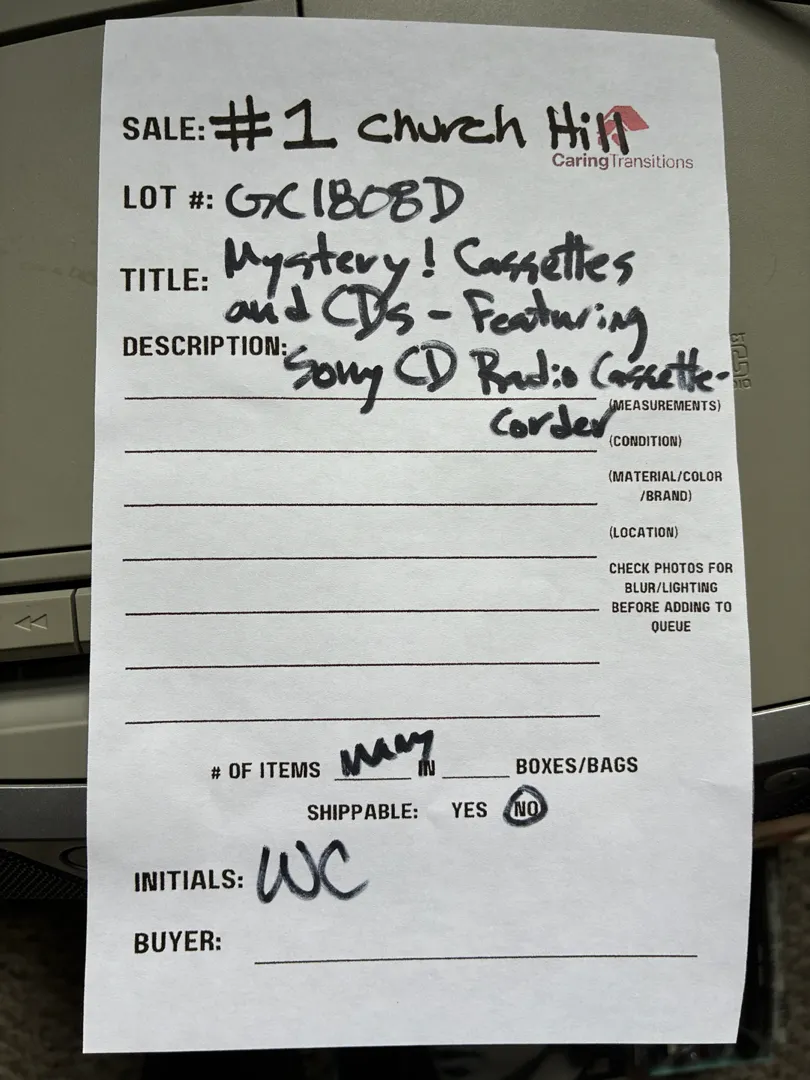 SALE: #1 Church Hill
CaringTransitions
LOT #: GC1808D
TITLE: Mystery! Cassettes
and CDs - Featuring
DESCRIPTION: Sony CD Radio Cassette-
Corder
(MEASUREMENTS)
(CONDITION)
(MATERIAL/COLOR
/BRAND)
(LOCATION)
CHECK PHOTOS FOR
BLUR/LIGHTING
BEFORE ADDING TO
QUEUE
# OF ITEMS Many IN BOXES/BAGS
SHIPPABLE: YES NO
INITIALS: WC
BUYER: